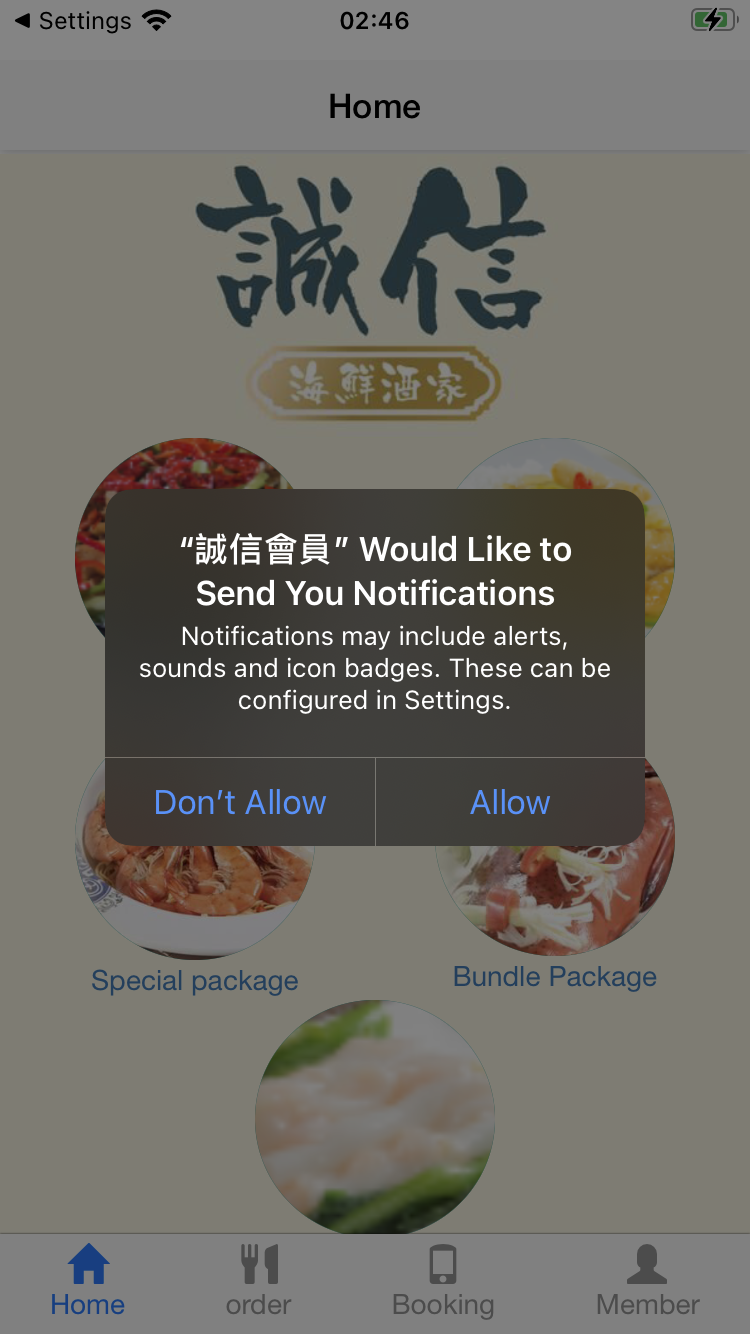 ◀ Settings
02:46
Home
誠信
海鮮酒家
“誠信會員” Would Like to
Send You Notifications
Notifications may include alerts,
sounds and icon badges. These can be
configured in Settings.
Don’t Allow
Allow
Special package
Bundle Package
Home
order
Booking
Member